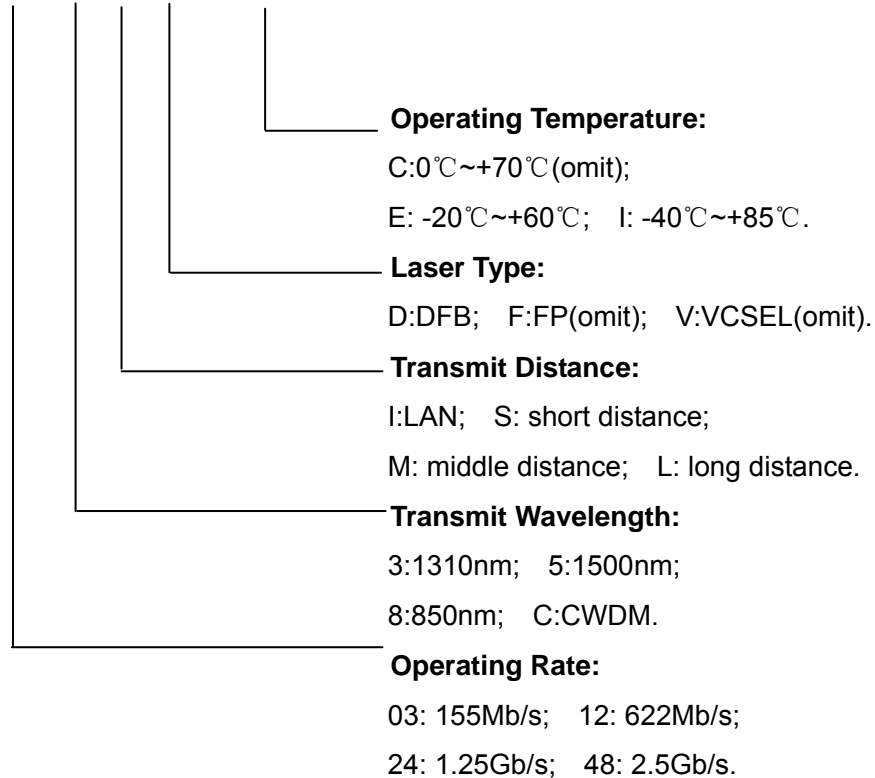 Operating Temperature:
C:0℃~+70℃(omit);
E: -20℃~+60℃; I: -40℃~+85℃.
Laser Type:
D:DFB; F:FP(omit); V:VCSEL(omit).
Transmit Distance:
I:LAN; S: short distance;
M: middle distance; L: long distance.
Transmit Wavelength:
3:1310nm; 5:1500nm;
8:850nm; C:CWDM.
Operating Rate:
03: 155Mb/s; 12: 622Mb/s;
24: 1.25Gb/s; 48: 2.5Gb/s.